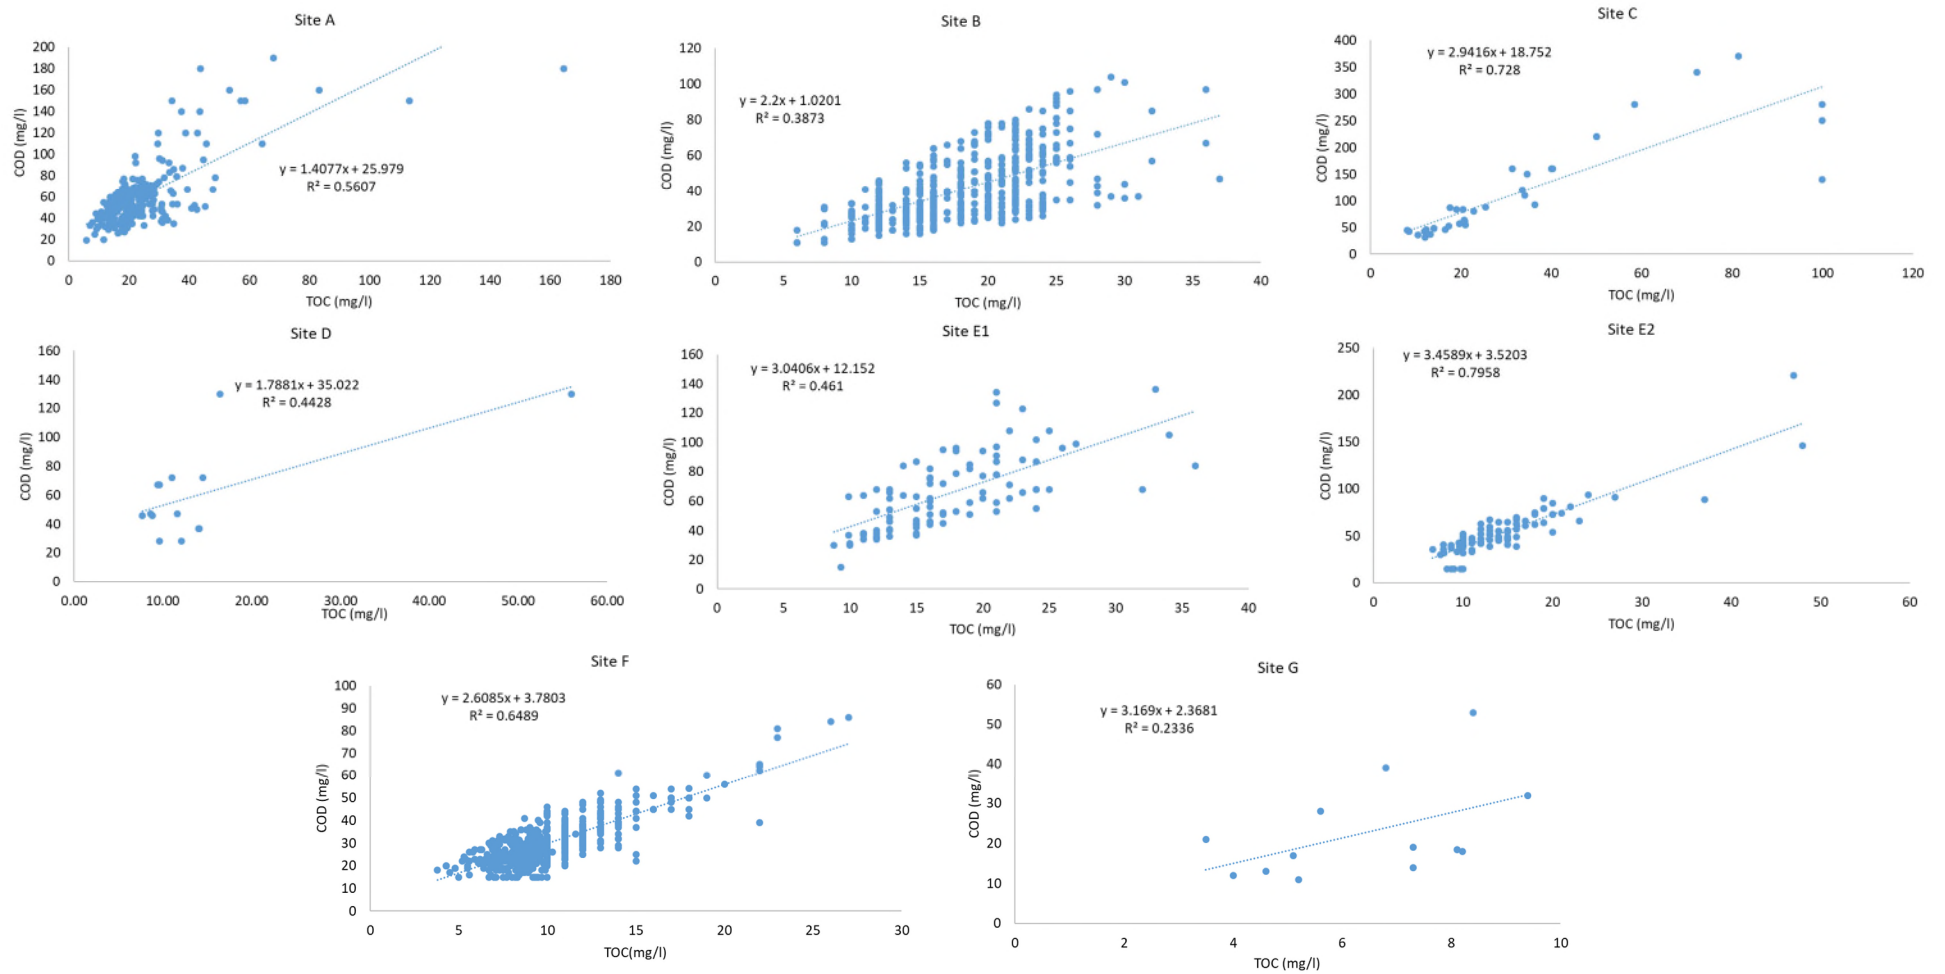 Site A
COD (mg/l)
200
180
160
140
120
100
80
60
40
20
0
y = 1.4077x + 25.979
R² = 0.5607
0 20 40 60 80 100 120 140 160 180
TOC (mg/l)
Site B
COD (mg/l)
120
100
80
60
40
20
0
y = 2.2x + 1.0201
R² = 0.3873
0 5 10 15 20 25 30 35 40
TOC (mg/l)
Site C
COD (mg/l)
400
350
300
250
200
150
100
50
0
y = 2.9416x + 18.752
R² = 0.728
0 20 40 60 80 100 120
TOC (mg/l)
Site D
COD (mg/l)
160
140
120
100
80
60
40
20
0
y = 1.7881x + 35.022
R² = 0.4428
0.00 10.00 20.00 30.00 40.00 50.00 60.00
TOC (mg/l)
Site E1
COD (mg/l)
160
140
120
100
80
60
40
20
0
y = 3.0406x + 12.152
R² = 0.461
0 5 10 15 20 25 30 35 40
TOC (mg/l)
Site E2
COD (mg/l)
250
200
150
100
50
0
y = 3.4589x + 3.5203
R² = 0.7958
0 10 20 30 40 50 60
TOC (mg/l)
Site F
COD (mg/l)
100
90
80
70
60
50
40
30
20
10
0
y = 2.6085x + 3.7803
R² = 0.6489
0 5 10 15 20 25 30
TOC(mg/l)
Site G
COD (mg/l)
60
50
40
30
20
10
0
y = 3.169x + 2.3681
R² = 0.2336
0 2 4 6 8 10
TOC (mg/l)